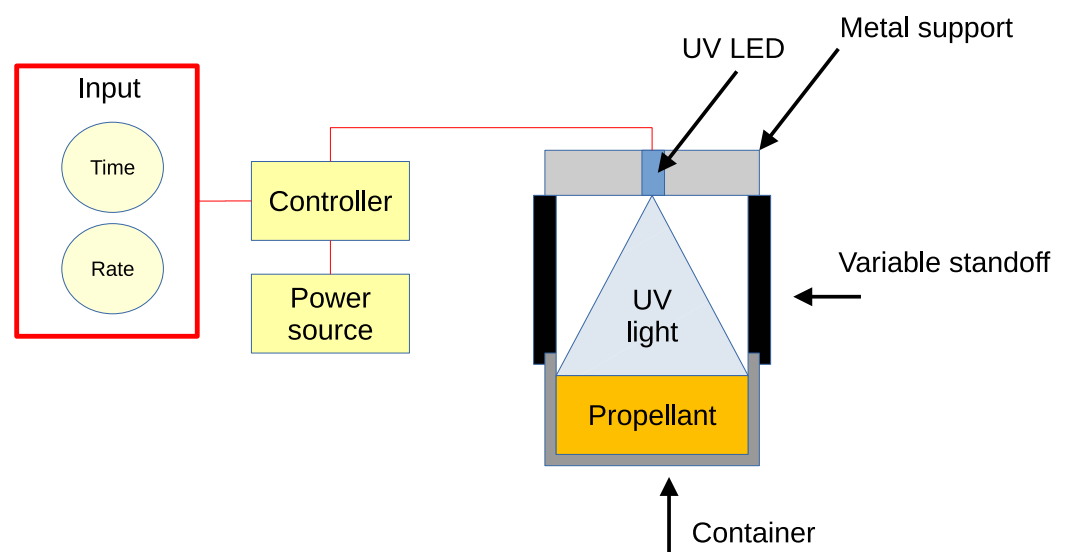 Input
Time
Rate
Controller
Power
source
UV LED
Metal support
Variable standoff
UV
light
Propellant
Container